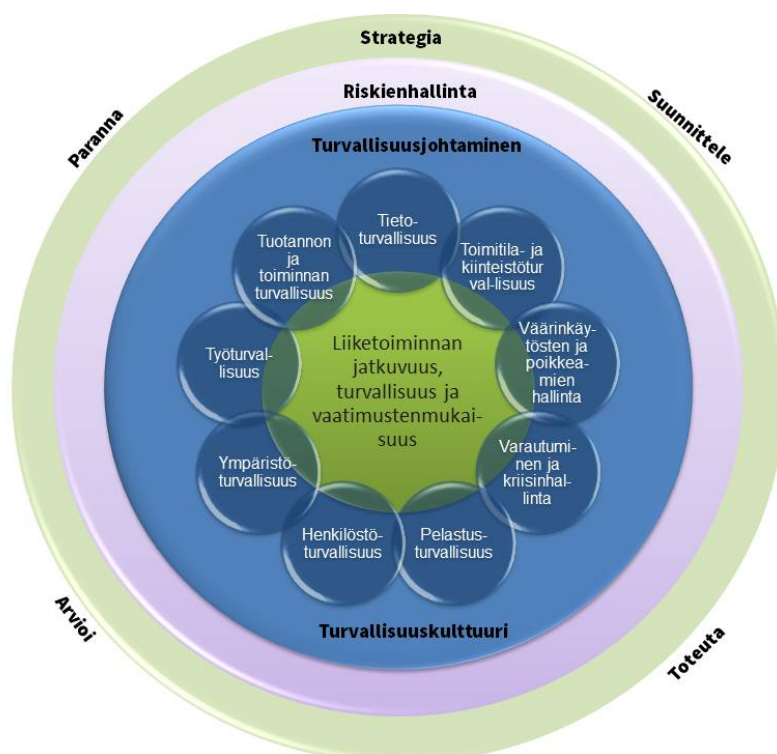 Strategia
Suunnittele
Toteuta
Arvioi
Paranna
Riskienhallinta
Turvallisuusjohtaminen
Tieto-
turvallisuus
Toimitila- ja
kiinteistötur
val-lisuus
Väärinkäy-
tösten ja
poikkea-
mien
hallinta
Varautumi-
nen ja
kriisinhal-
linta
Pelastus-
turvallisuus
Henkilöstö-
turvallisuus
Ympäristö-
turvallisuus
Työturval-
lisuus
Tuotannon
ja
toiminnan
turvallisuus
Liiketoiminnan
jatkuvuus,
turvallisuus ja
vaatimustenmukai-
suus
Turvallisuuskulttuuri